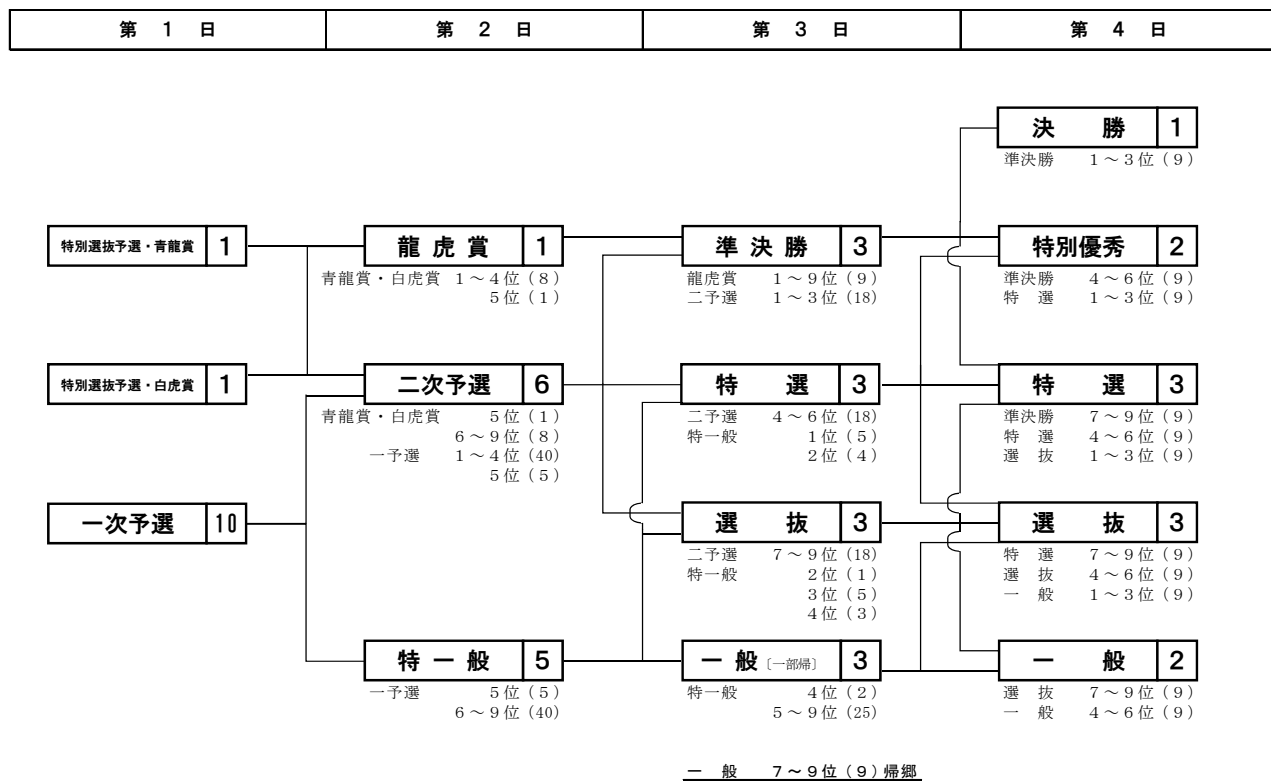 第 1 日
第 2 日
第 3 日
第 4 日
特別選抜予選・青龍賞 1
特別選抜予選・白虎賞 1
一次予選 10
龍虎賞 1
青龍賞・白虎賞 1～4位(8)
5位(1)
二次予選 6
青龍賞・白虎賞 5位(1)
6～9位(8)
一予選 1～4位(40)
5位(5)
特一般 5
一予選 5位(5)
6～9位(40)
準決勝 3
龍虎賞 1～9位(9)
二予選 1～3位(18)
特選 3
二予選 4～6位(18)
特一般 1位(5)
2位(4)
選抜 3
二予選 7～9位(18)
特一般 2位(1)
3位(5)
4位(3)
一般〔一部帰〕 3
特一般 4位(2)
5～9位(25)
一般 7～9位(9)帰郷
決勝 1
準決勝 1～3位(9)
特別優秀 2
準決勝 4～6位(9)
特選 1～3位(9)
特選 3
準決勝 7～9位(9)
特選 4～6位(9)
選抜 1～3位(9)
選抜 3
特選 7～9位(9)
選抜 4～6位(9)
一般 1～3位(9)
一般 2
選抜 7～9位(9)
一般 4～6位(9)